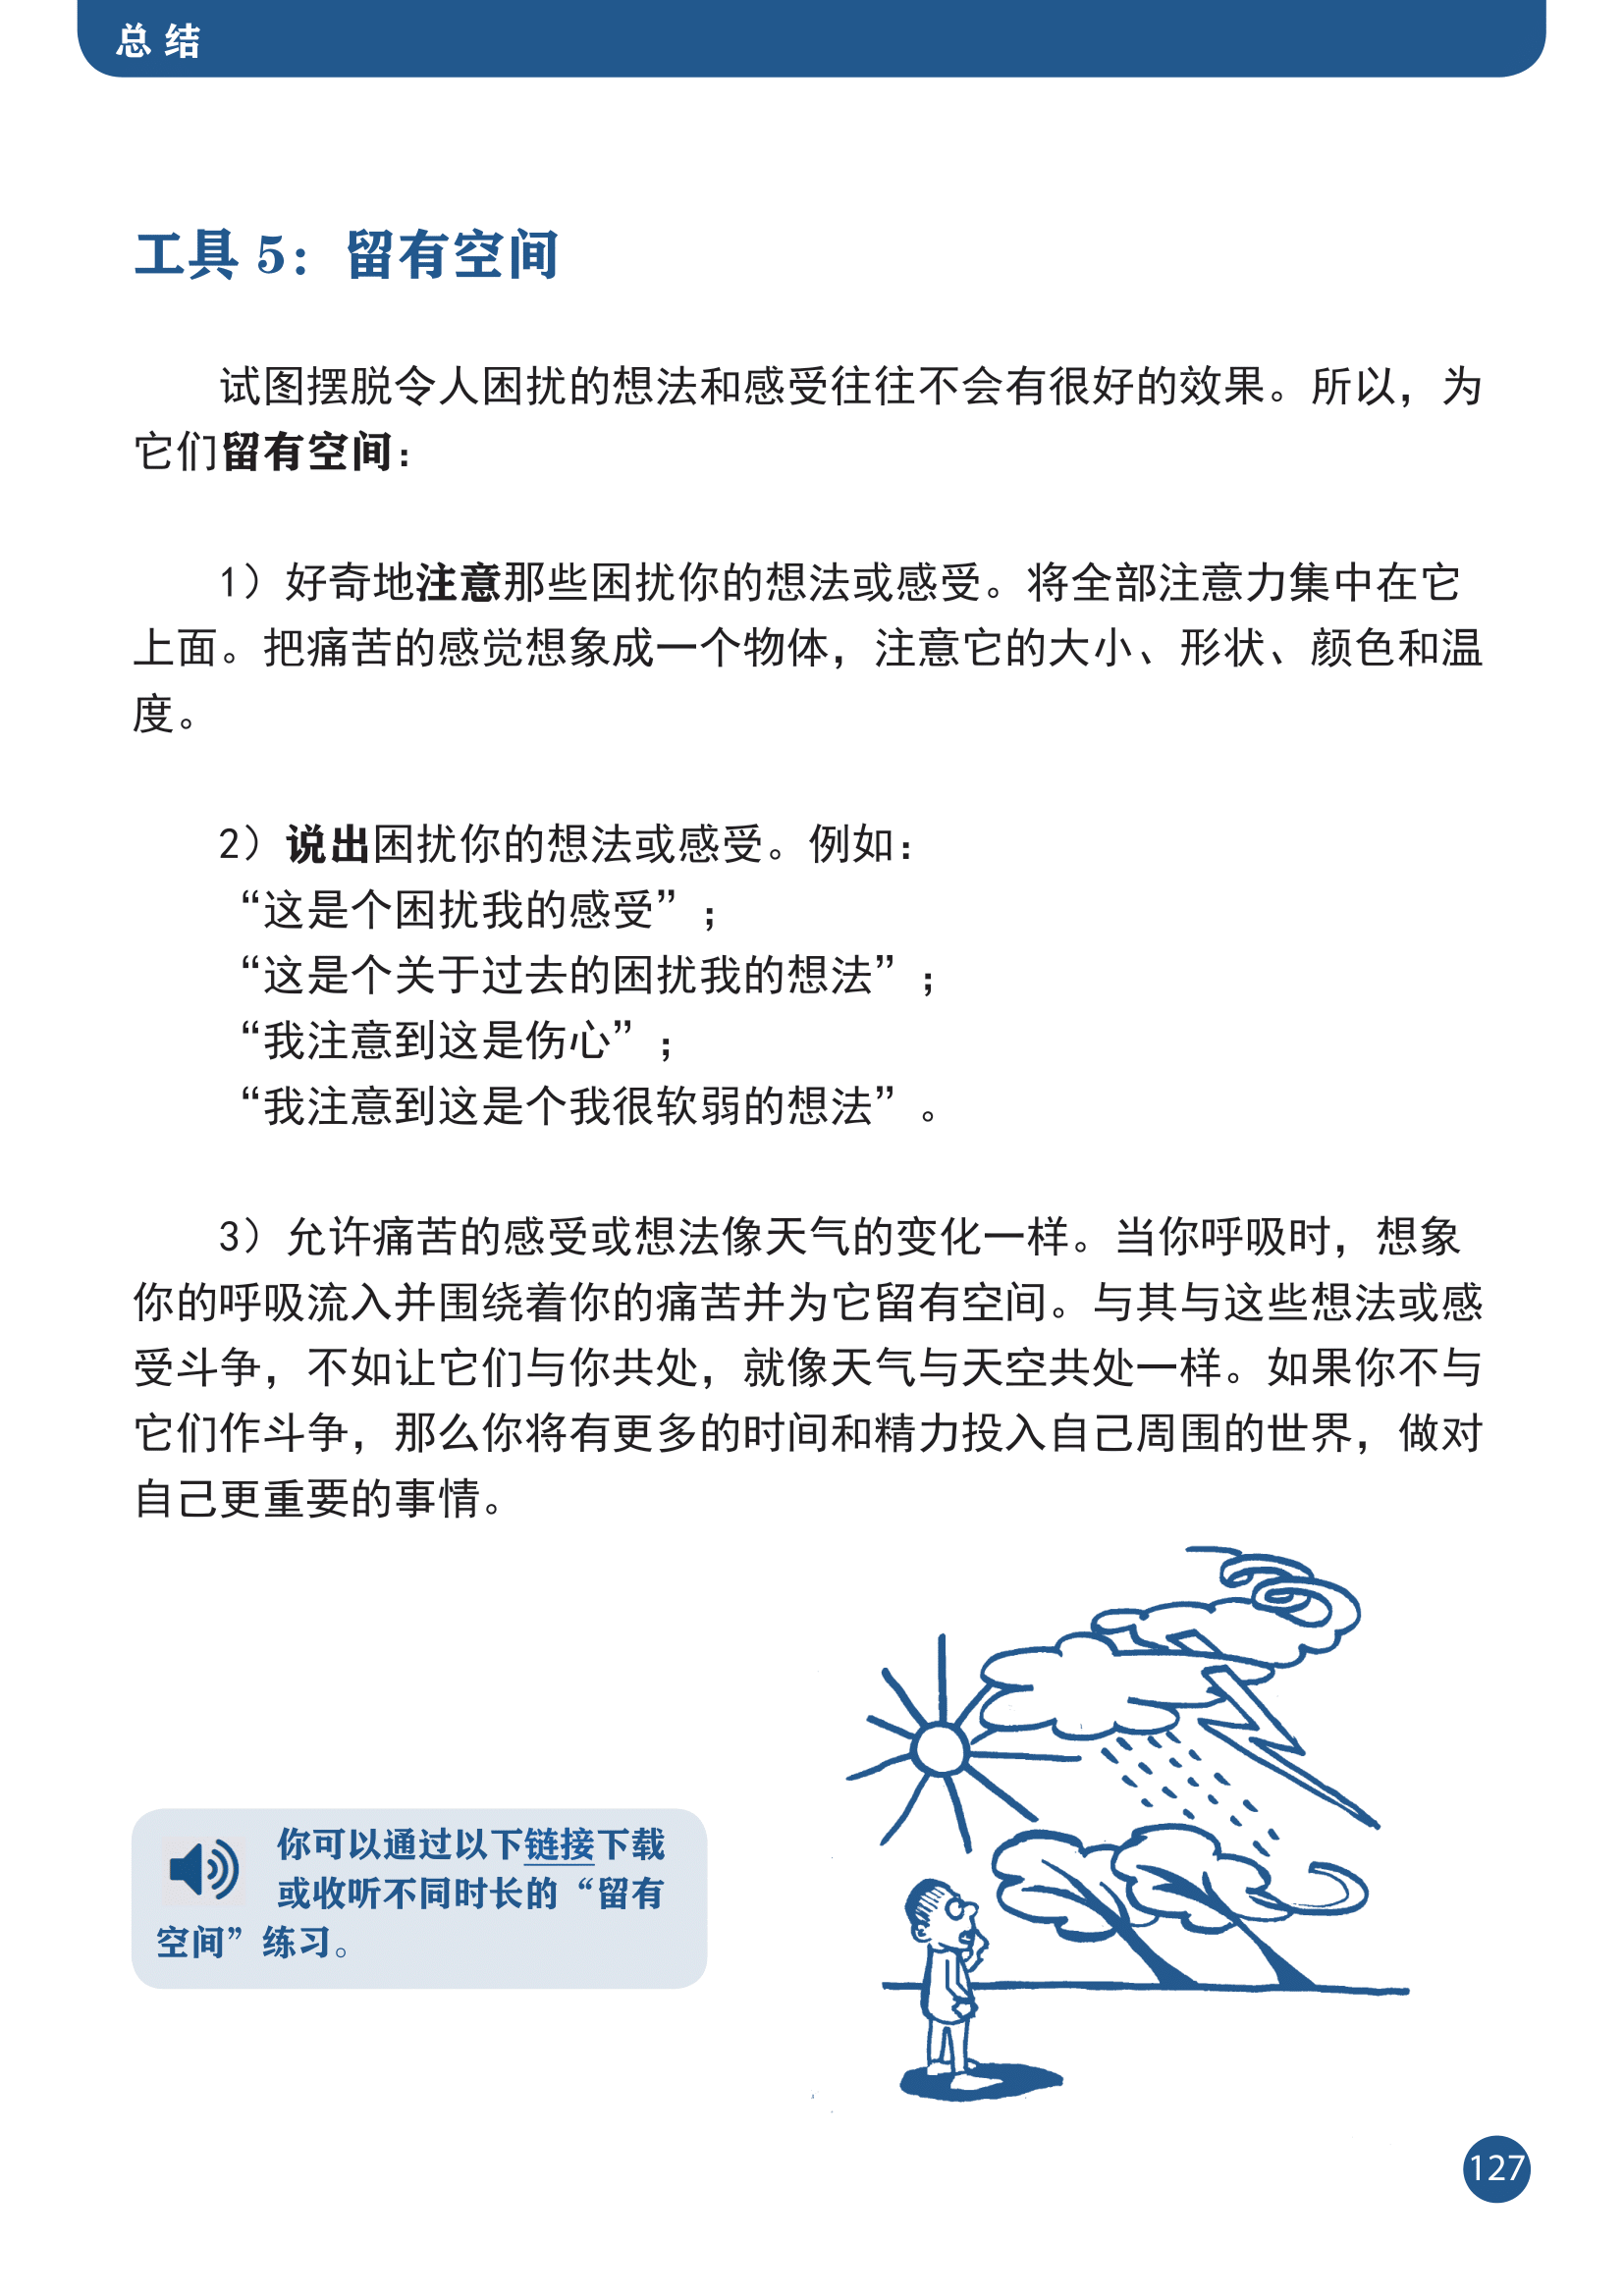 总结
工具 5：留有空间
试图摆脱令人困扰的想法和感受往往不会有很好的效果。所以，为
它们留有空间：
1）好奇地注意那些困扰你的想法或感受。将全部注意力集中在它
上面。把痛苦的感觉想象成一个物体，注意它的大小、形状、颜色和温
度。
2）说出困扰你的想法或感受。例如：
“这是个困扰我的感受”；
“这是个关于过去的困扰我的想法”；
“我注意到这是伤心”；
“我注意到这是个我很软弱的想法”。
3）允许痛苦的感受或想法像天气的变化一样。当你呼吸时，想象
你的呼吸流入并围绕着你的痛苦并为它留有空间。与其与这些想法或感
受斗争，不如让它们与你共处，就像天气与天空共处一样。如果你不与
它们作斗争，那么你将有更多的时间和精力投入自己周围的世界，做对
自己更重要的事情。
你可以通过以下链接下载
或收听不同时长的“留有
空间”练习。
127